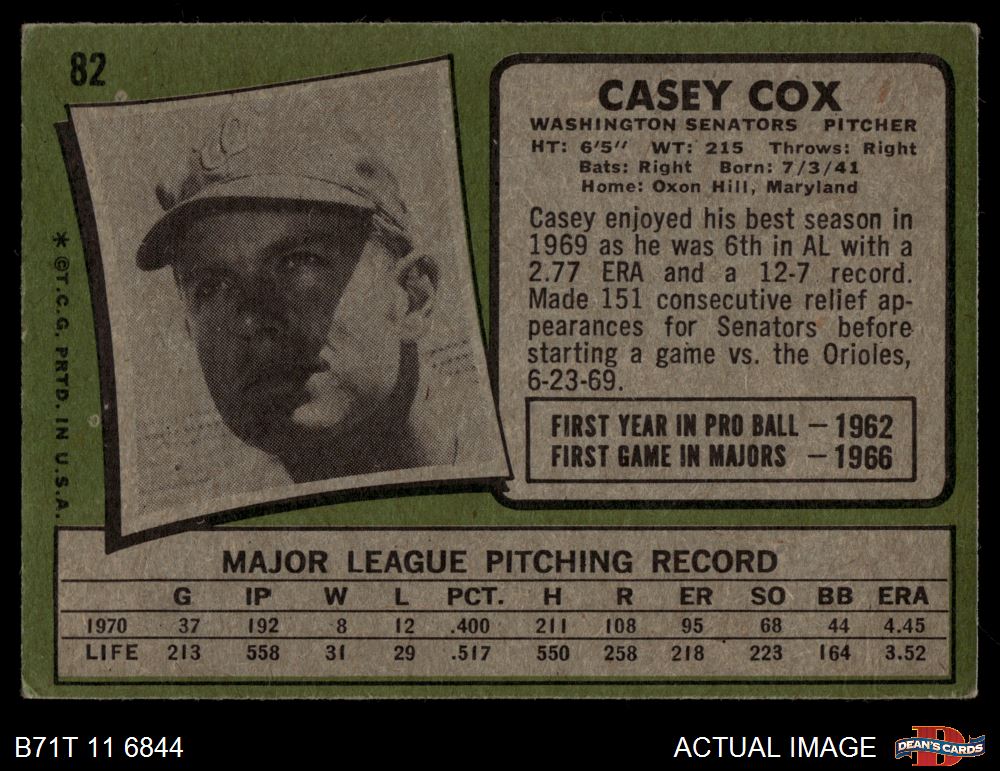 82
CASEY COX
WASHINGTON SENATORS PITCHER
HT: 6'5" WT: 215 Throws: Right
Bats: Right Born: 7/3/41
Home: Oxon Hill, Maryland
Casey enjoyed his best season in
1969 as he was 6th in AL with a
2.77 ERA and a 12-7 record.
Made 151 consecutive relief ap-
pearances for Senators before
starting a game vs. the Orioles,
6-23-69.
FIRST YEAR IN PRO BALL — 1962
FIRST GAME IN MAJORS — 1966
* ©T.C.G. PRTD. IN U.S.A.
MAJOR LEAGUE PITCHING RECORD
G IP W L PCT. H R ER SO BB ERA
1970 37 192 8 12 .400 211 108 95 68 44 4.45
LIFE 213 558 31 29 .517 550 258 218 223 164 3.52
B71T 11 6844
ACTUAL IMAGE
D
DEAN'S CARDS